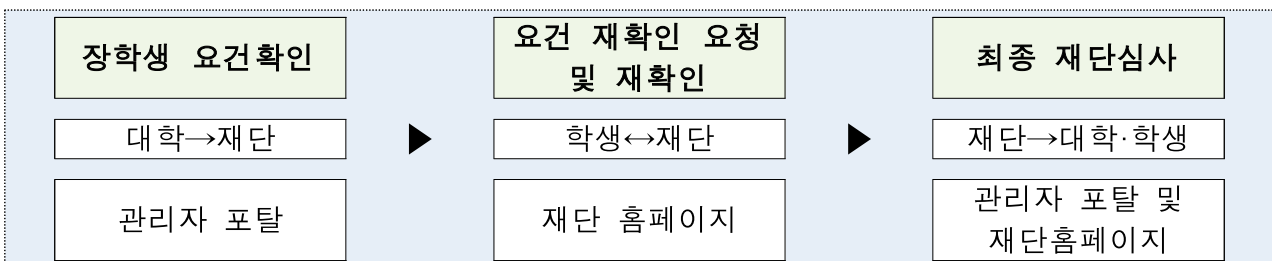 장학생 요건확인
요건 재확인 요청
및 재확인
최종 재단심사
대학→재단
▶
학생↔재단
▶
재단→대학·학생
관리자 포탈
재단 홈페이지
관리자 포탈 및
재단홈페이지